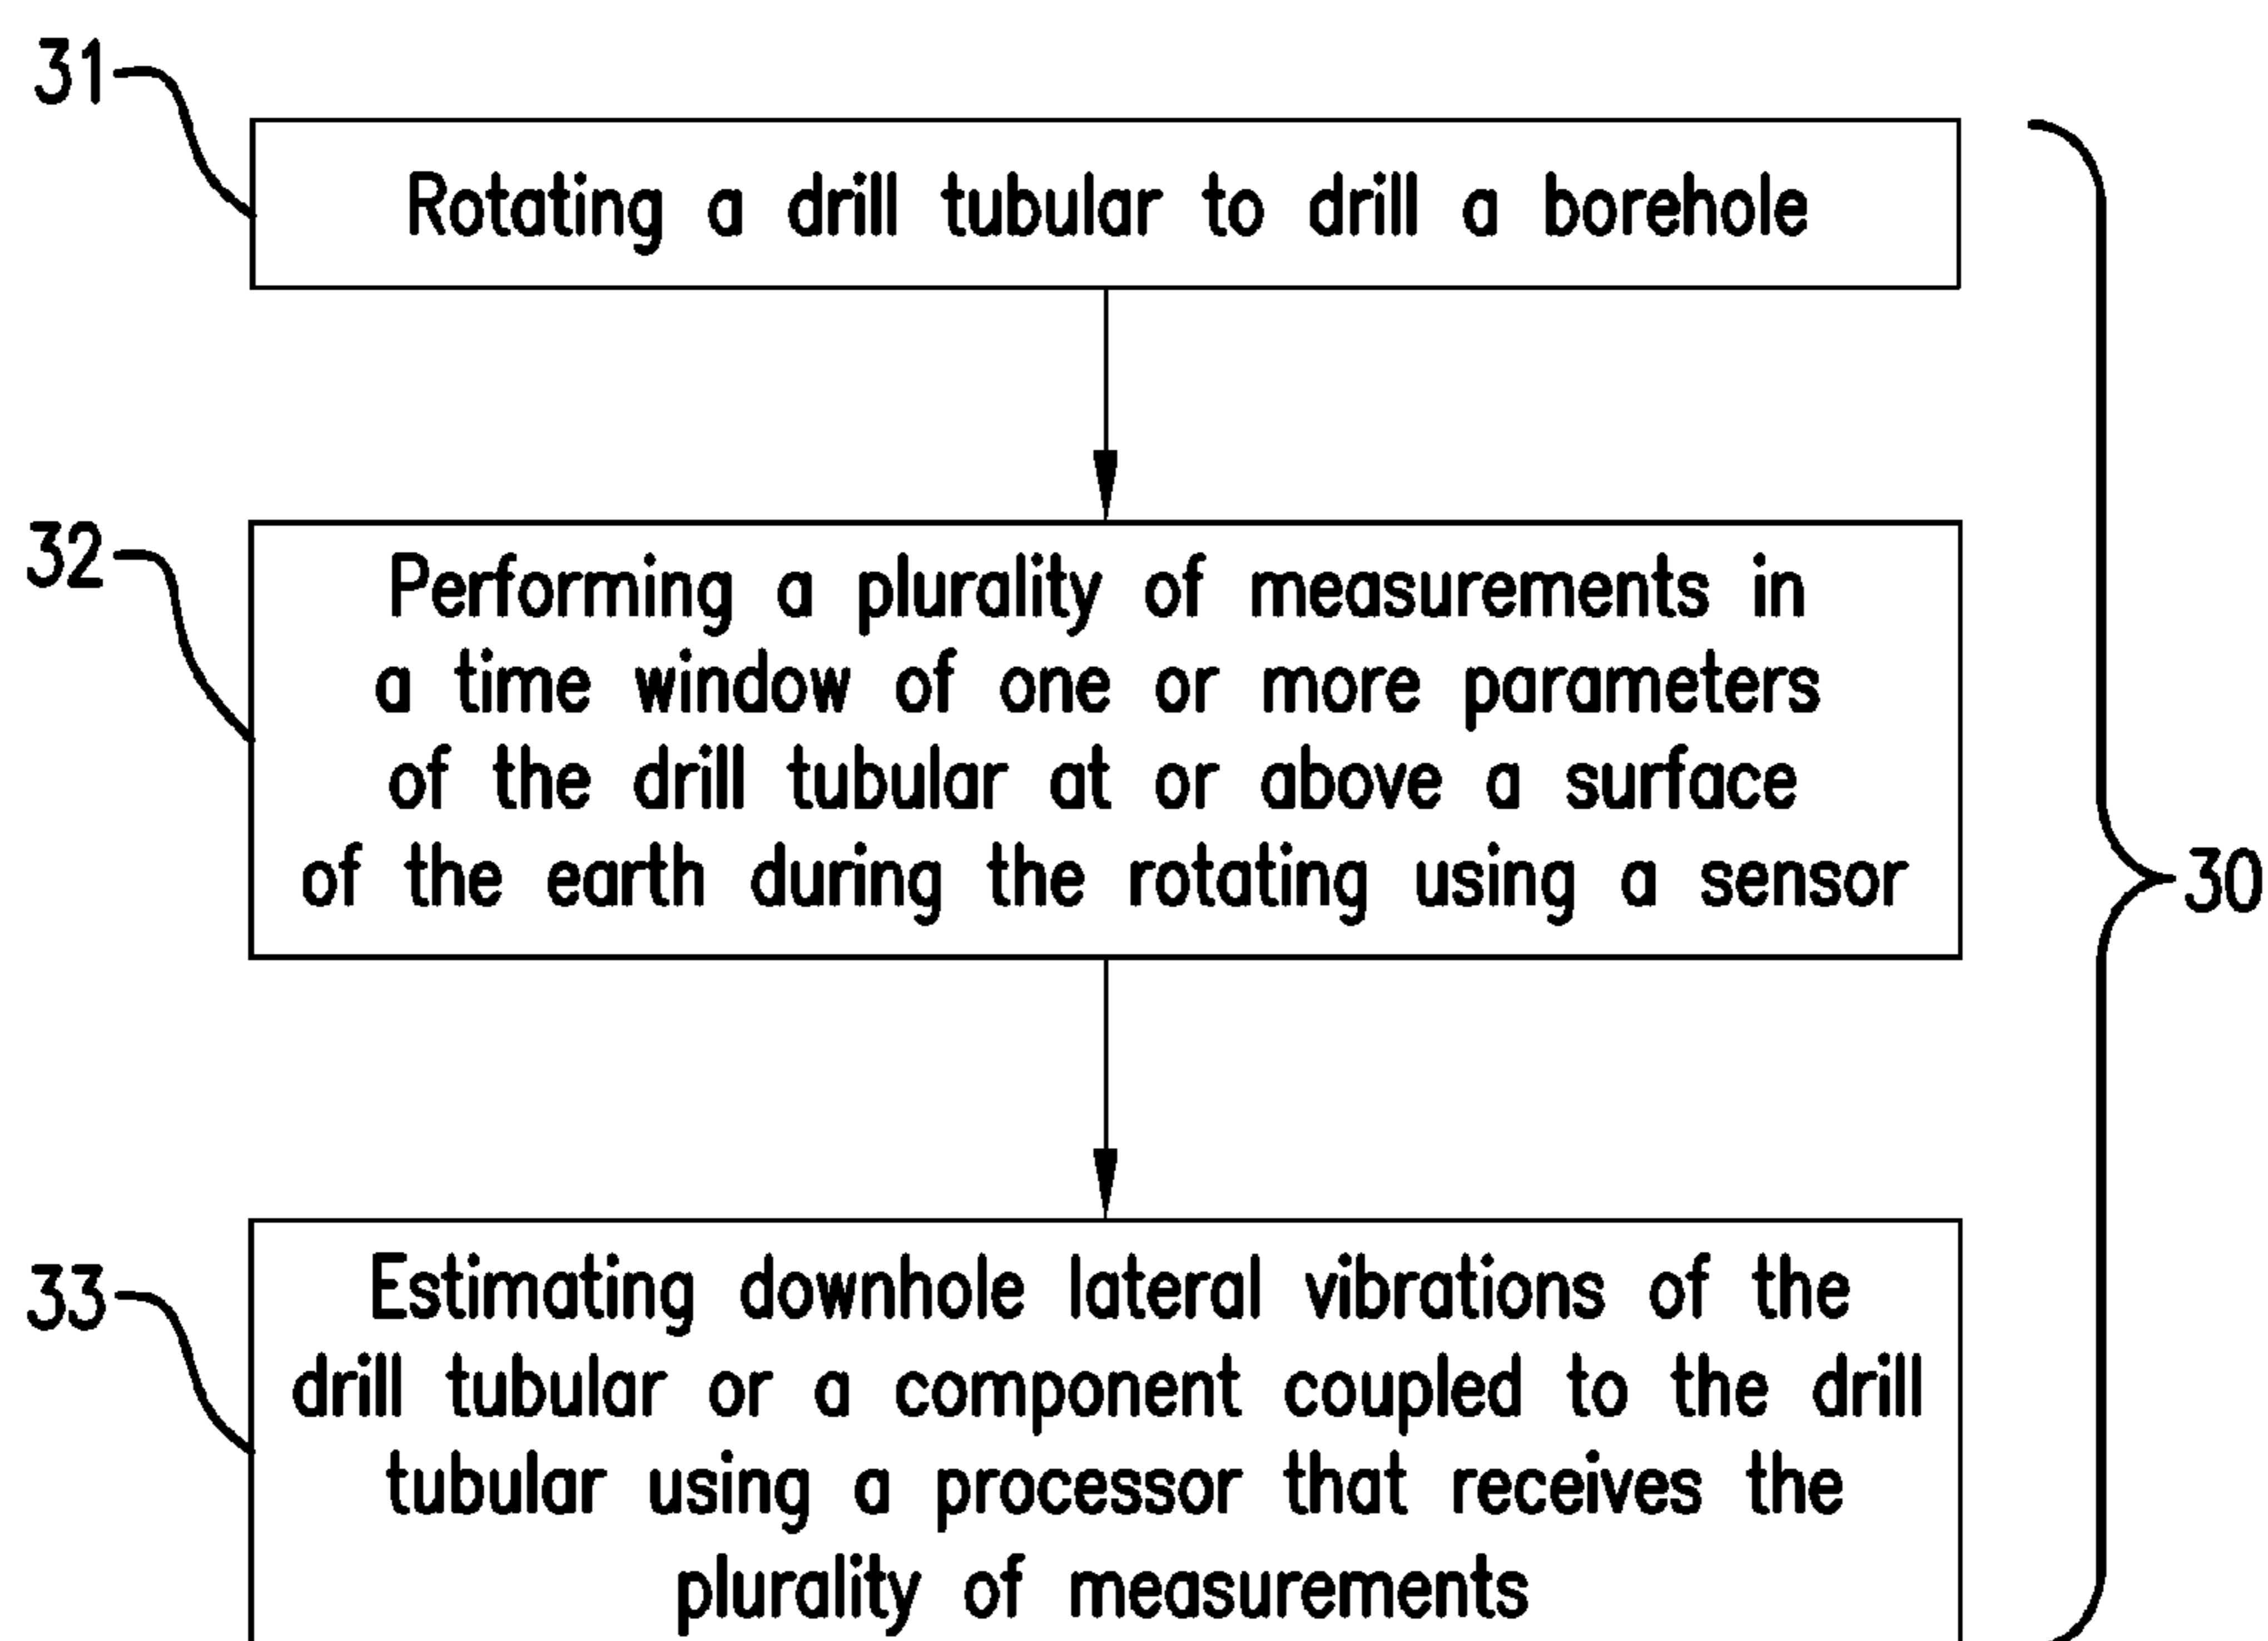 31
Rotating a drill tubular to drill a borehole
32
Performing a plurality of measurements in
a time window of one or more parameters
of the drill tubular at or above a surface
of the earth during the rotating using a sensor
30
33
Estimating downhole lateral vibrations of the
drill tubular or a component coupled to the drill
tubular using a processor that receives the
plurality of measurements